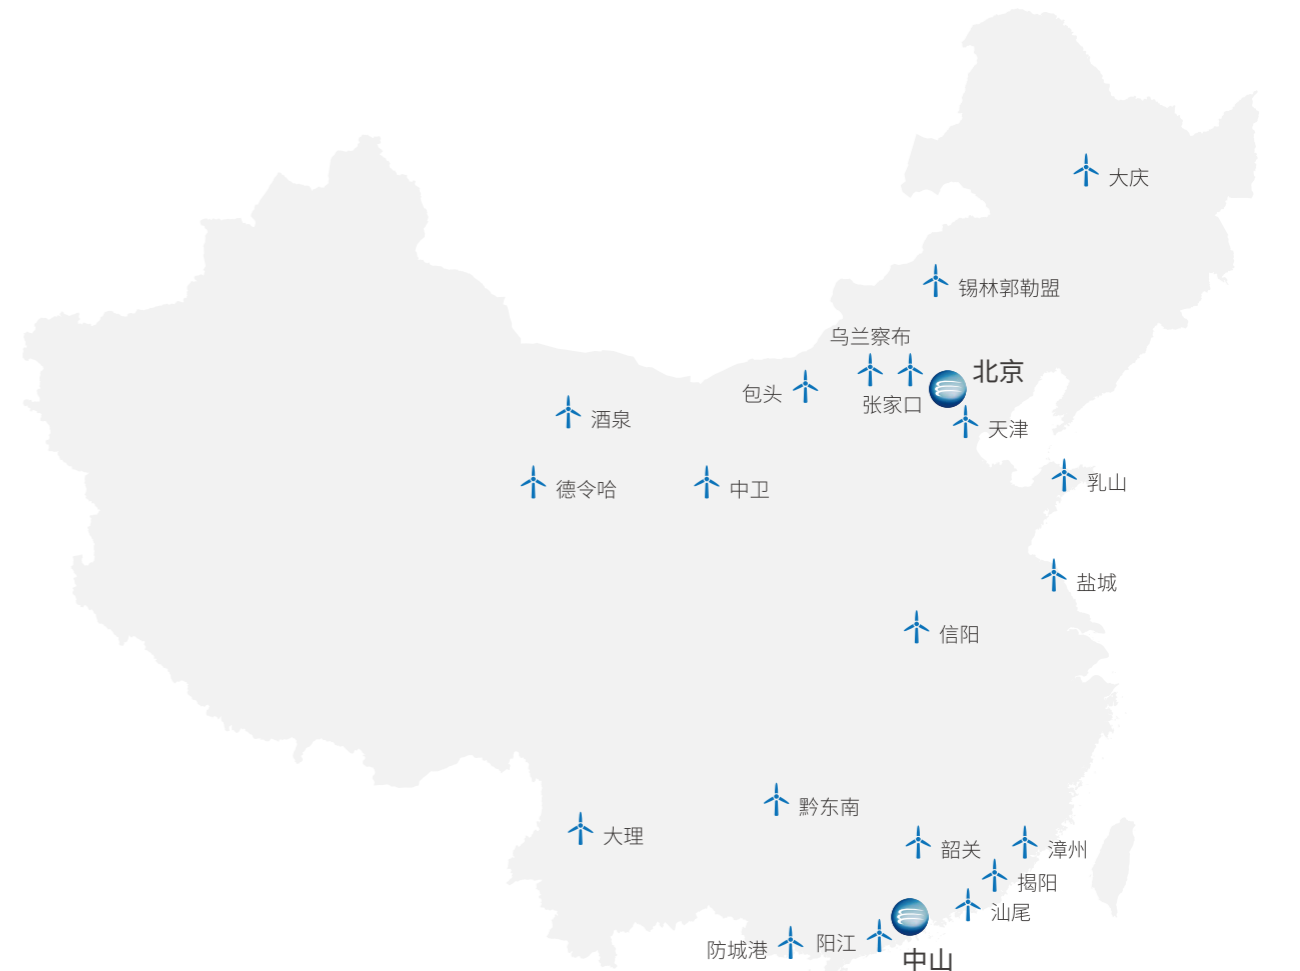 大庆
锡林郭勒盟
乌兰察布
北京
包头
张家口
酒泉
天津
乳山
德令哈
中卫
盐城
信阳
黔东南
大理
韶关
漳州
揭阳
汕尾
阳江
防城港
中山